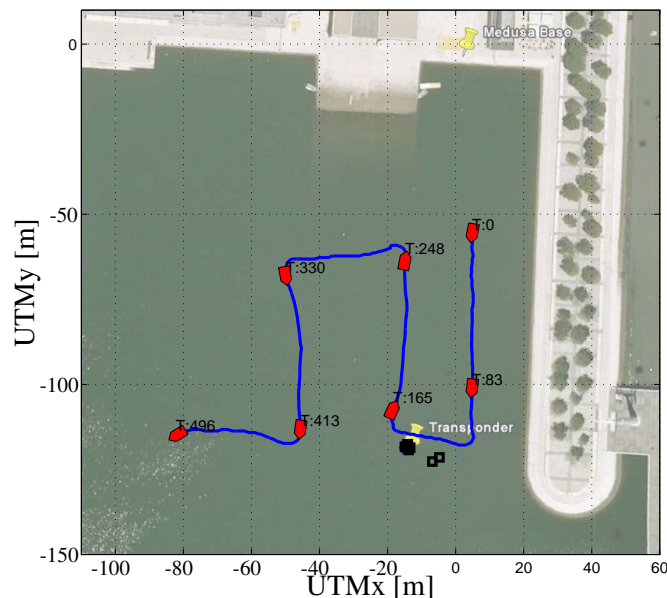 Medusa Base
0
T:0
-50
T:248
T:330
UTMy [m]
T:83
-100
T:165
T:413
T:496
Transponder
-150
-100 -80 -60 -40 -20 0 20 40 60
UTMx [m]